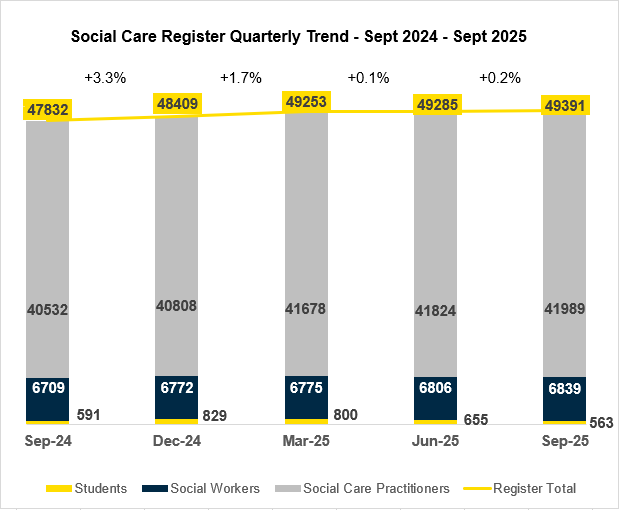 Social Care Register Quarterly Trend - Sept 2024 - Sept 2025
+3.3% +1.7% +0.1% +0.2%
47832 48409 49253 49285 49391
40532 40808 41678 41824 41989
6709 6772 6775 6806 6839
591 829 800 655 563
Sep-24 Dec-24 Mar-25 Jun-25 Sep-25
Students Social Workers Social Care Practitioners Register Total